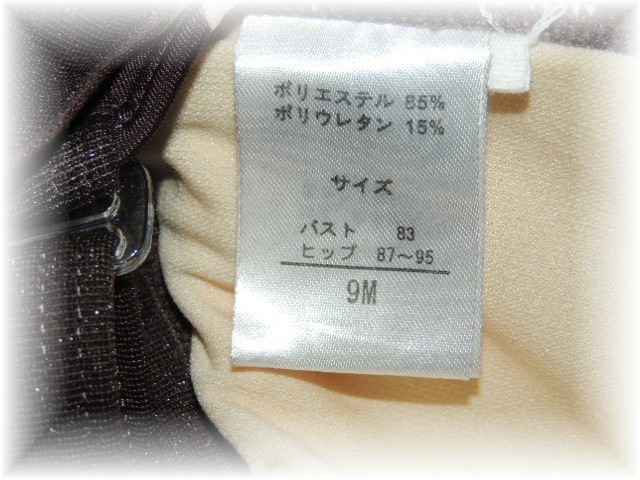 ポリエステル 85%
ポリウレタン 15%
サイズ
バスト 83
ヒップ 87～95
9M